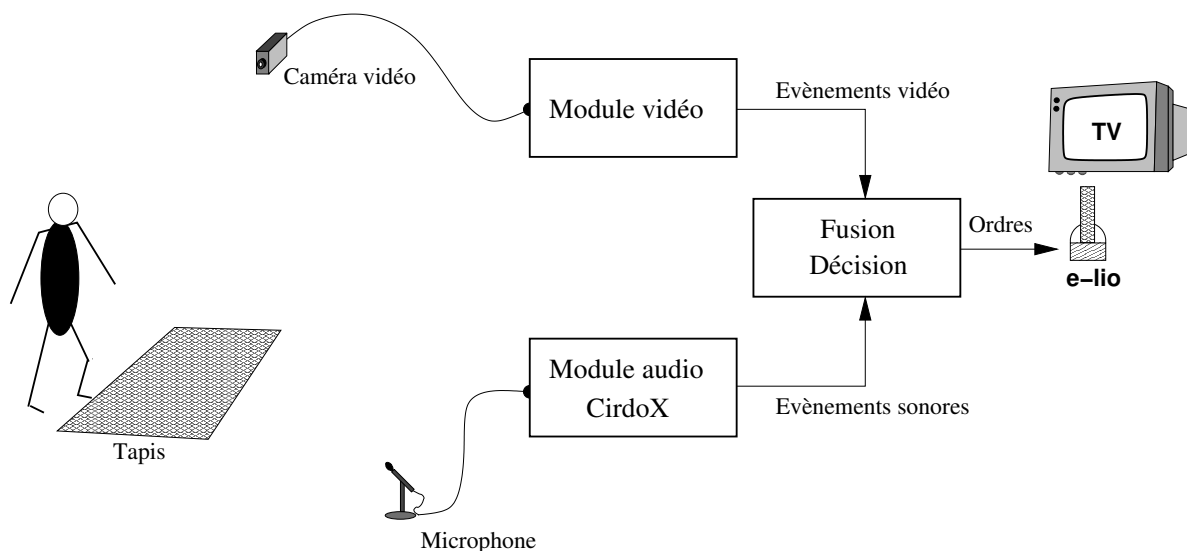 Caméra vidéo
Module vidéo
Evènements vidéo
TV
Fusion
Décision
Ordres
e–lio
Module audio
CirdoX
Evènements sonores
Tapis
Microphone